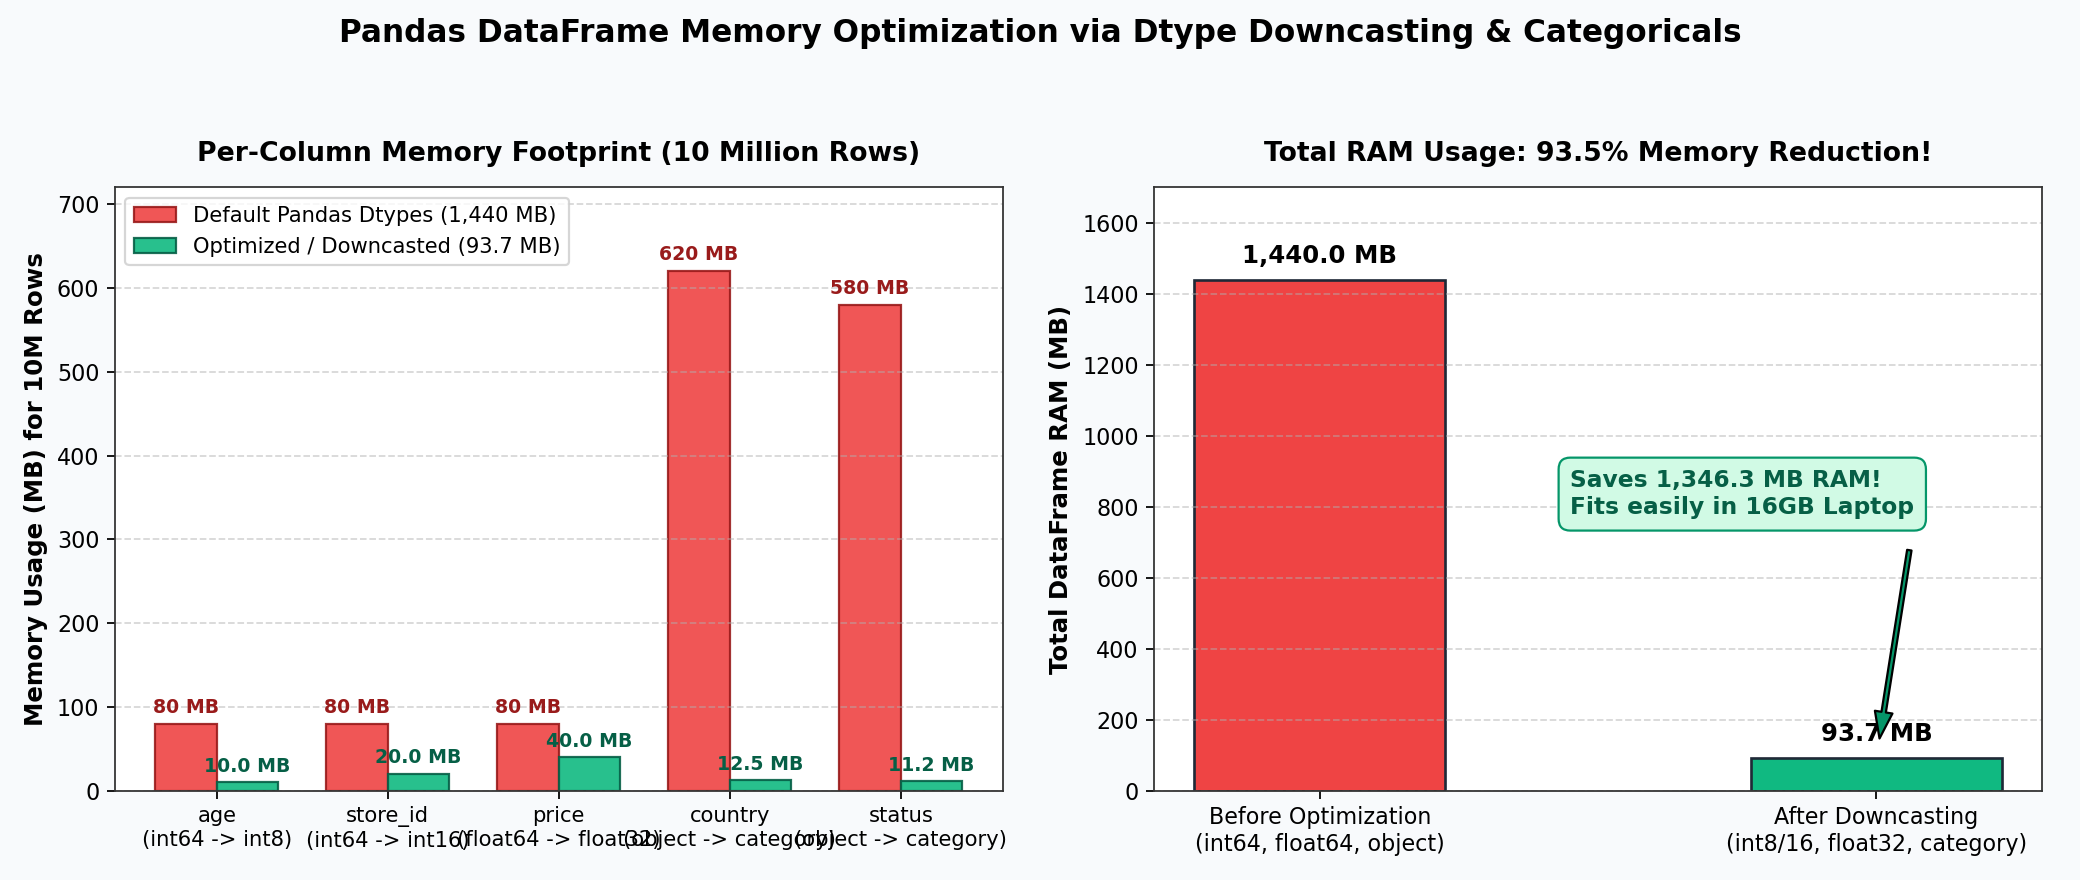 Pandas DataFrame Memory Optimization via Dtype Downcasting & Categoricals
Per-Column Memory Footprint (10 Million Rows)
Memory Usage (MB) for 10M Rows
700
600
500
400
300
200
100
0
Default Pandas Dtypes (1,440 MB)
Optimized / Downcasted (93.7 MB)
80 MB
10.0 MB
80 MB
20.0 MB
80 MB
40.0 MB
620 MB
12.5 MB
580 MB
11.2 MB
age
(int64 -> int8)
store_id
(int64 -> int16)
price
(float64 -> float32)
country
(object -> category)
status
(object -> category)
Total RAM Usage: 93.5% Memory Reduction!
Total DataFrame RAM (MB)
1600
1400
1200
1000
800
600
400
200
0
1,440.0 MB
Saves 1,346.3 MB RAM!
Fits easily in 16GB Laptop
93.7 MB
Before Optimization
(int64, float64, object)
After Downcasting
(int8/16, float32, category)